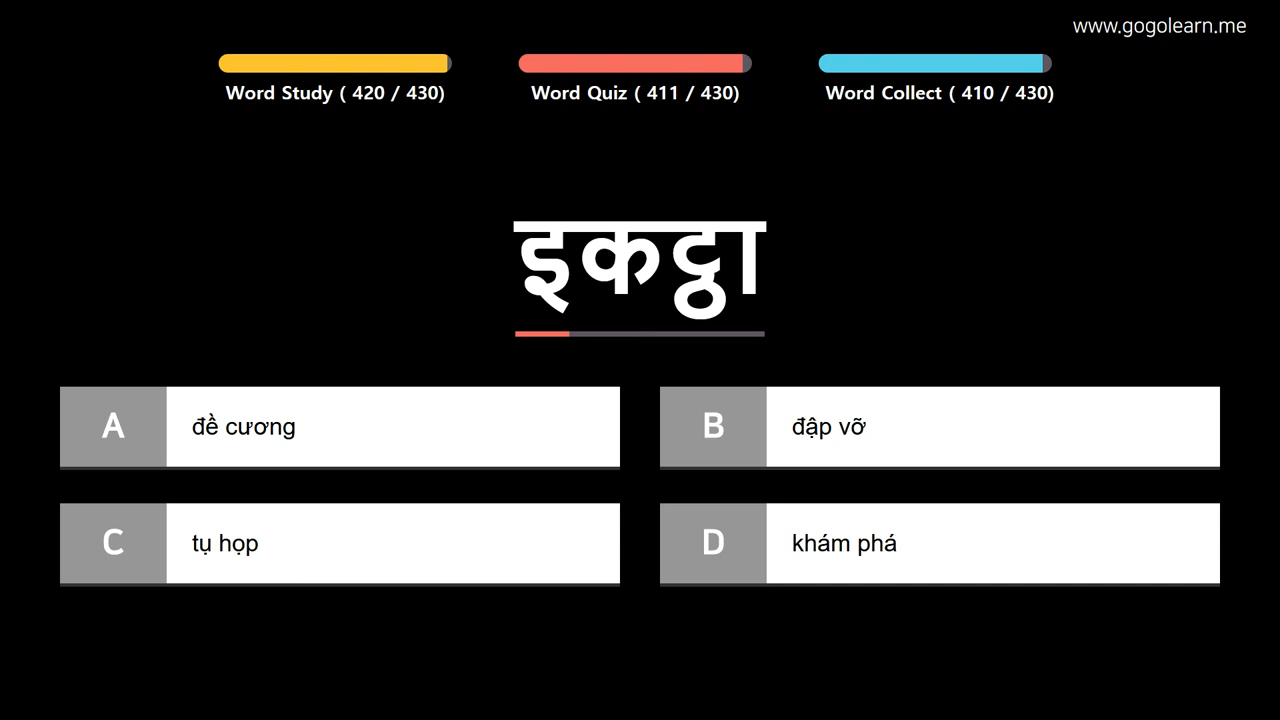 www.gogolearn.me
Word Study ( 420 / 430)
Word Quiz ( 411 / 430)
Word Collect ( 410 / 430)
इकट्ठा
A đề cương
B đập vỡ
C tụ họp
D khám phá